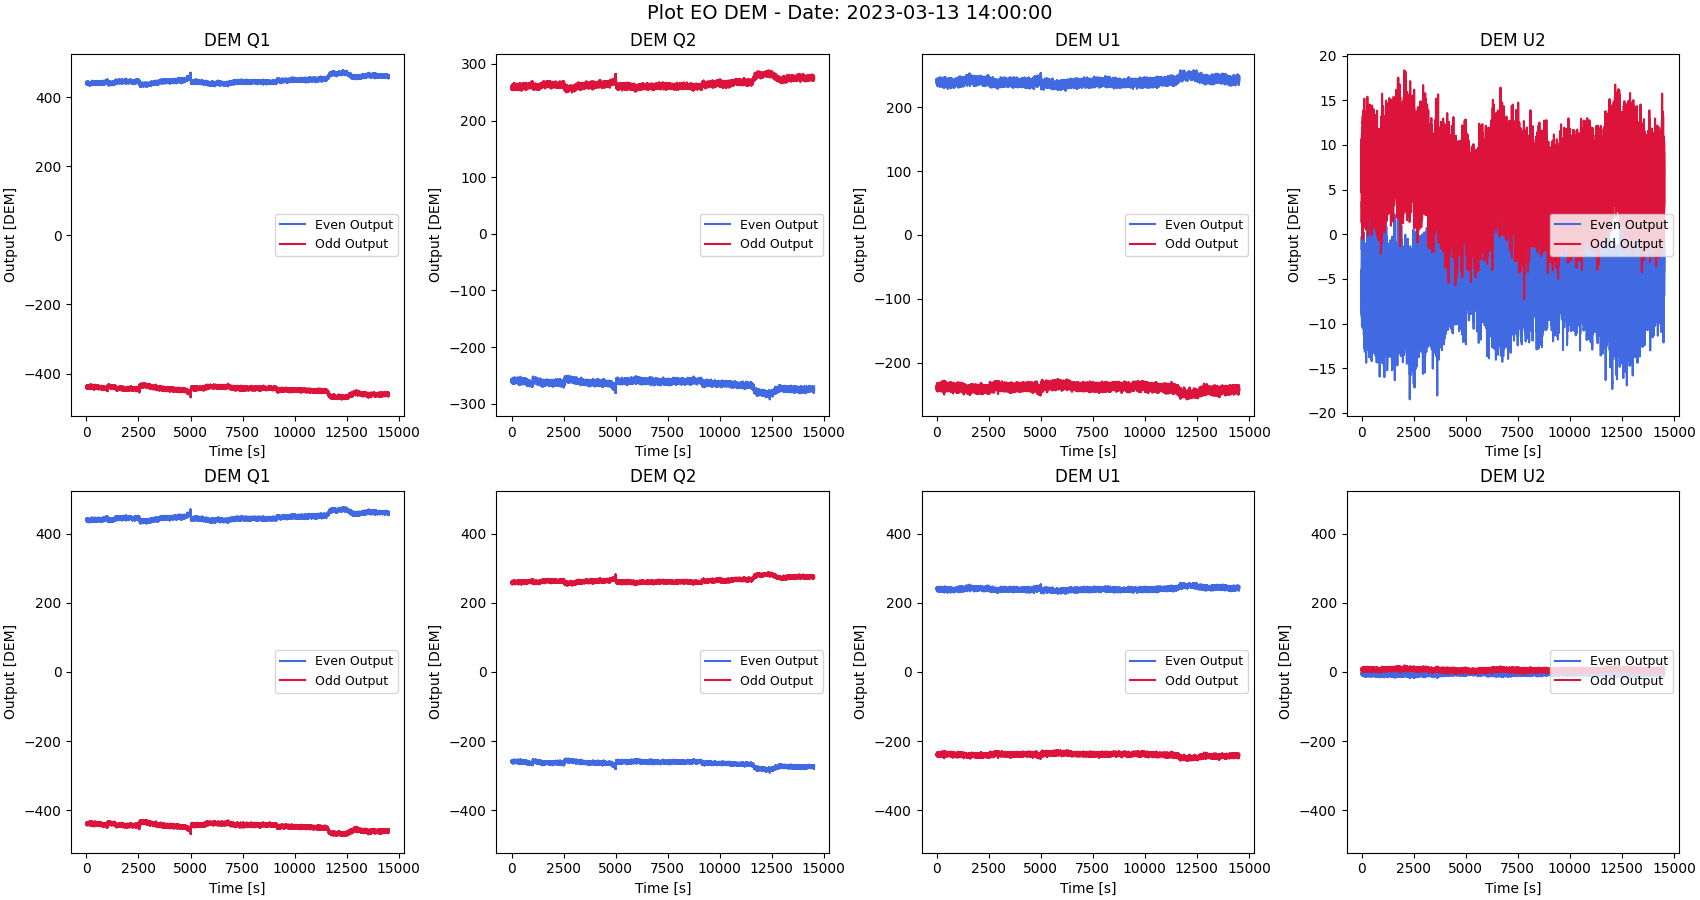 Plot EO DEM - Date: 2023-03-13 14:00:00
DEM Q1
Output [DEM]
400
200
0
−200
−400
Even Output
Odd Output
0 2500 5000 7500 10000 12500 15000
Time [s]
DEM Q2
Output [DEM]
300
200
100
0
−100
−200
−300
Even Output
Odd Output
0 2500 5000 7500 10000 12500 15000
Time [s]
DEM U1
Output [DEM]
200
100
0
−100
−200
Even Output
Odd Output
0 2500 5000 7500 10000 12500 15000
Time [s]
DEM U2
Output [DEM]
20
15
10
5
0
−5
−10
−15
−20
Even Output
Odd Output
0 2500 5000 7500 10000 12500 15000
Time [s]
DEM Q1
Output [DEM]
400
200
0
−200
−400
Even Output
Odd Output
0 2500 5000 7500 10000 12500 15000
Time [s]
DEM Q2
Output [DEM]
400
200
0
−200
−400
Even Output
Odd Output
0 2500 5000 7500 10000 12500 15000
Time [s]
DEM U1
Output [DEM]
400
200
0
−200
−400
Even Output
Odd Output
0 2500 5000 7500 10000 12500 15000
Time [s]
DEM U2
Output [DEM]
400
200
0
−200
−400
Even Output
Odd Output
0 2500 5000 7500 10000 12500 15000
Time [s]